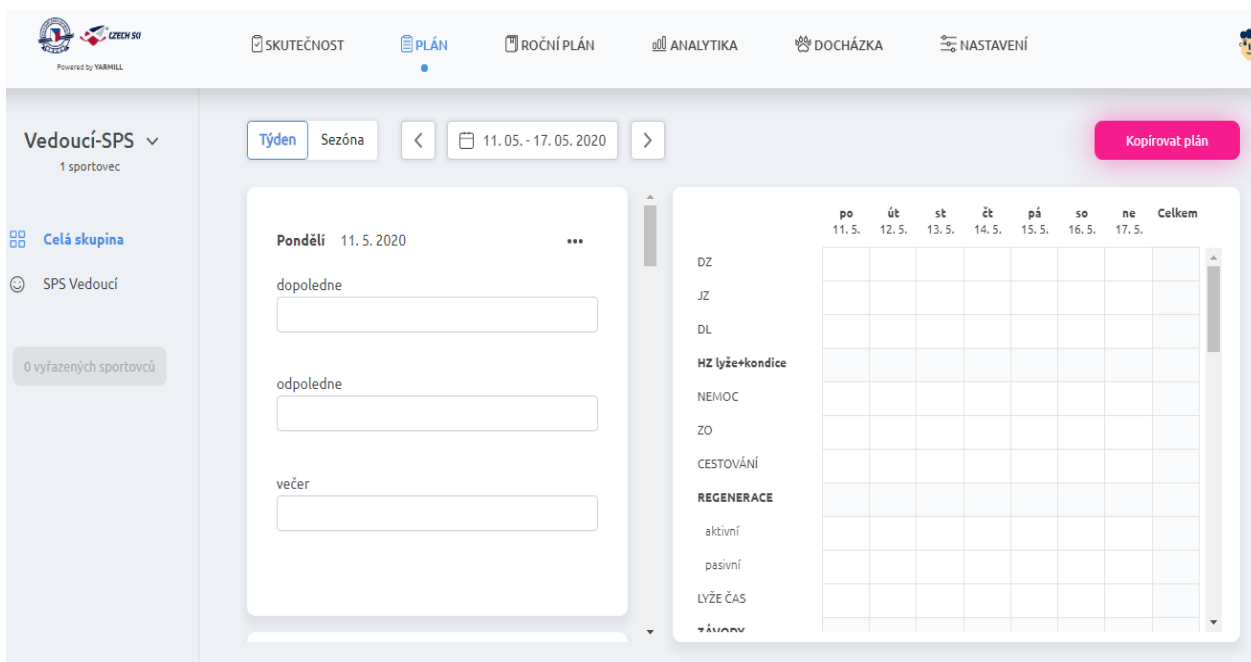 CZECH SKI
Powered by YARMILL
SKUTEČNOST
PLÁN
ROČNÍ PLÁN
ANALYTIKA
DOCHÁZKA
NASTAVENÍ
Vedoucí-SPS
1 sportovec
Celá skupina
SPS Vedoucí
0 vyřazených sportovců
Týden
Sezóna
11. 05. - 17. 05. 2020
Kopírovat plán
Pondělí 11. 5. 2020
dopoledne
odpoledne
večer
po út st čt pá so ne Celkem
11. 5. 12. 5. 13. 5. 14. 5. 15. 5. 16. 5. 17. 5.
DZ
JZ
DL
HZ lyže+kondice
NEMOC
ZO
CESTOVÁNÍ
REGENERACE
aktivní
pasivní
LYŽE ČAS
ZÁVODY